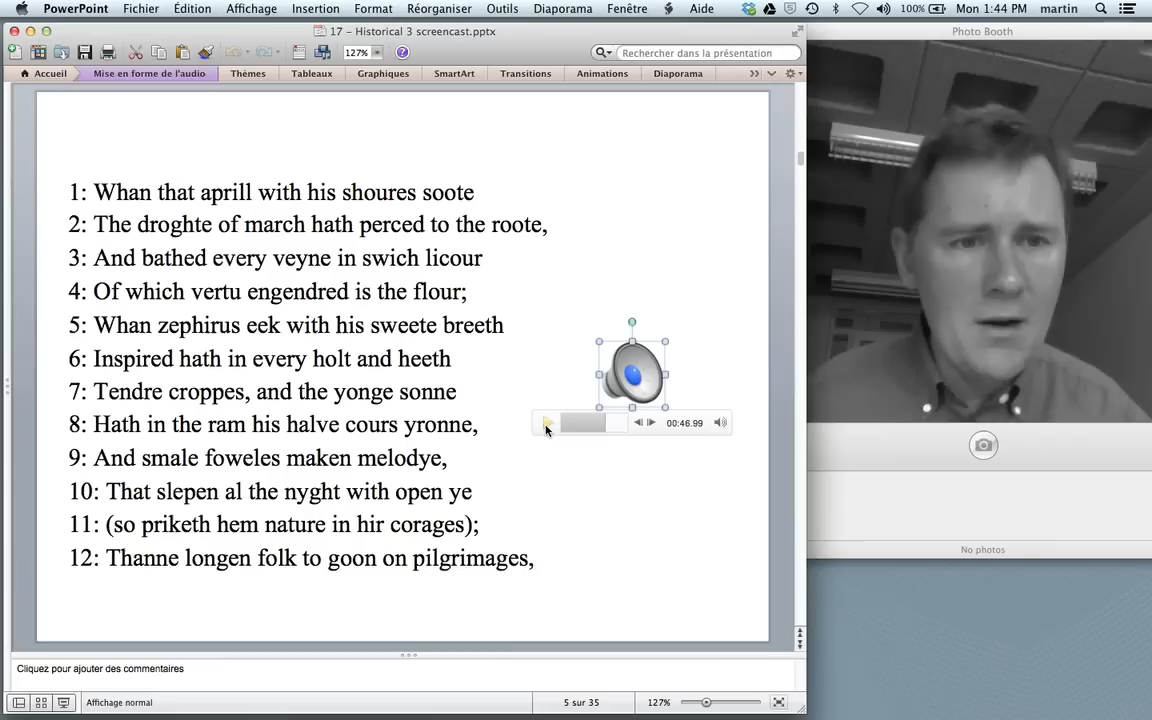 PowerPoint Fichier Édition Affichage Insertion Format Réorganiser Outils Diaporama Fenêtre Aide 100% Mon 1:44 PM martin
17 – Historical 3 screencast.pptx
Photo Booth
127% Rechercher dans la présentation
Accueil Mise en forme de l'audio Thèmes Tableaux Graphiques SmartArt Transitions Animations Diaporama
1: Whan that aprill with his shoures soote
2: The droghte of march hath perced to the roote,
3: And bathed every veyne in swich licour
4: Of which vertu engendred is the flour;
5: Whan zephirus eek with his sweete breeth
6: Inspired hath in every holt and heeth
7: Tendre croppes, and the yonge sonne
8: Hath in the ram his halve cours yronne,
9: And smale foweles maken melodye,
10: That slepen al the nyght with open ye
11: (so priketh hem nature in hir corages);
12: Thanne longen folk to goon on pilgrimages,
00:46.99
No photos
Cliquez pour ajouter des commentaires
Affichage normal 5 sur 35 127%